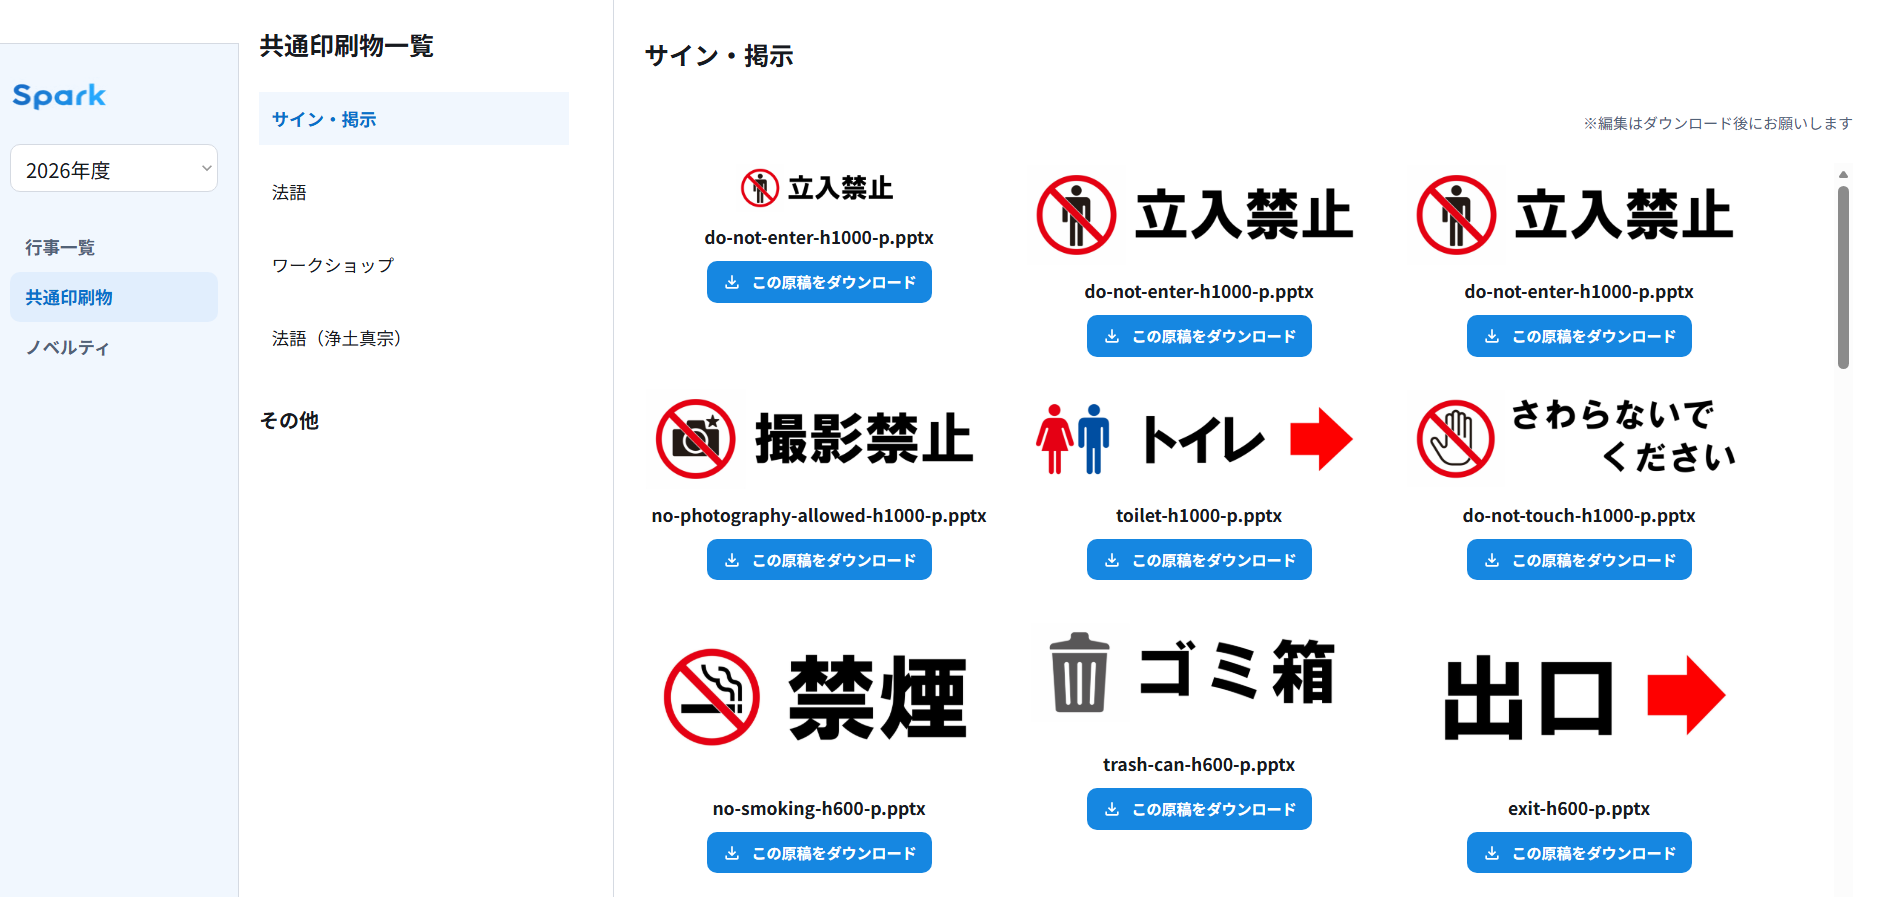 Spark
2026年度
行事一覧
共通印刷物
ノベルティ
共通印刷物一覧
サイン・掲示
法語
ワークショップ
法語（浄土真宗）
その他
サイン・掲示
※編集はダウンロード後にお願いします
立入禁止
do-not-enter-h1000-p.pptx
この原稿をダウンロード
立入禁止
do-not-enter-h1000-p.pptx
この原稿をダウンロード
立入禁止
do-not-enter-h1000-p.pptx
この原稿をダウンロード
撮影禁止
no-photography-allowed-h1000-p.pptx
この原稿をダウンロード
トイレ
toilet-h1000-p.pptx
この原稿をダウンロード
さわらないで
ください
do-not-touch-h1000-p.pptx
この原稿をダウンロード
禁煙
no-smoking-h600-p.pptx
この原稿をダウンロード
ゴミ箱
trash-can-h600-p.pptx
この原稿をダウンロード
出口
exit-h600-p.pptx
この原稿をダウンロード